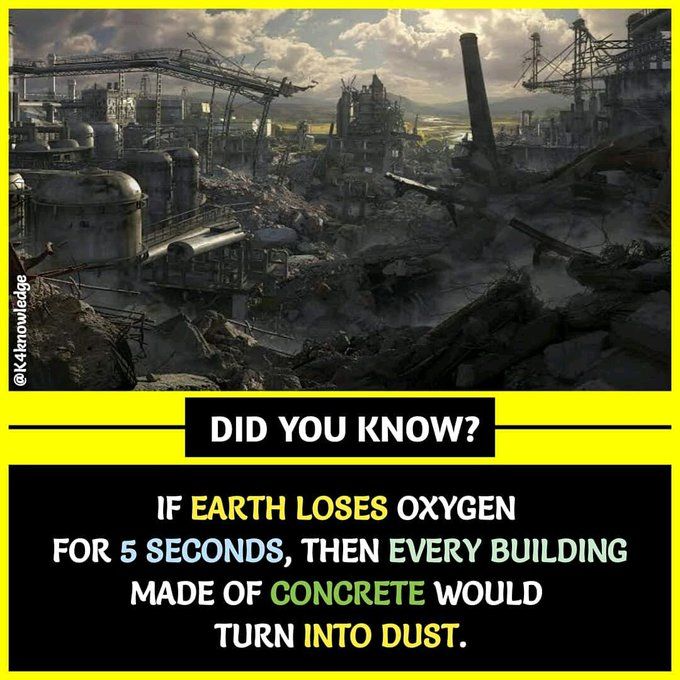 @K4knowledge
DID YOU KNOW?
IF EARTH LOSES OXYGEN
FOR 5 SECONDS, THEN EVERY BUILDING
MADE OF CONCRETE WOULD
TURN INTO DUST.